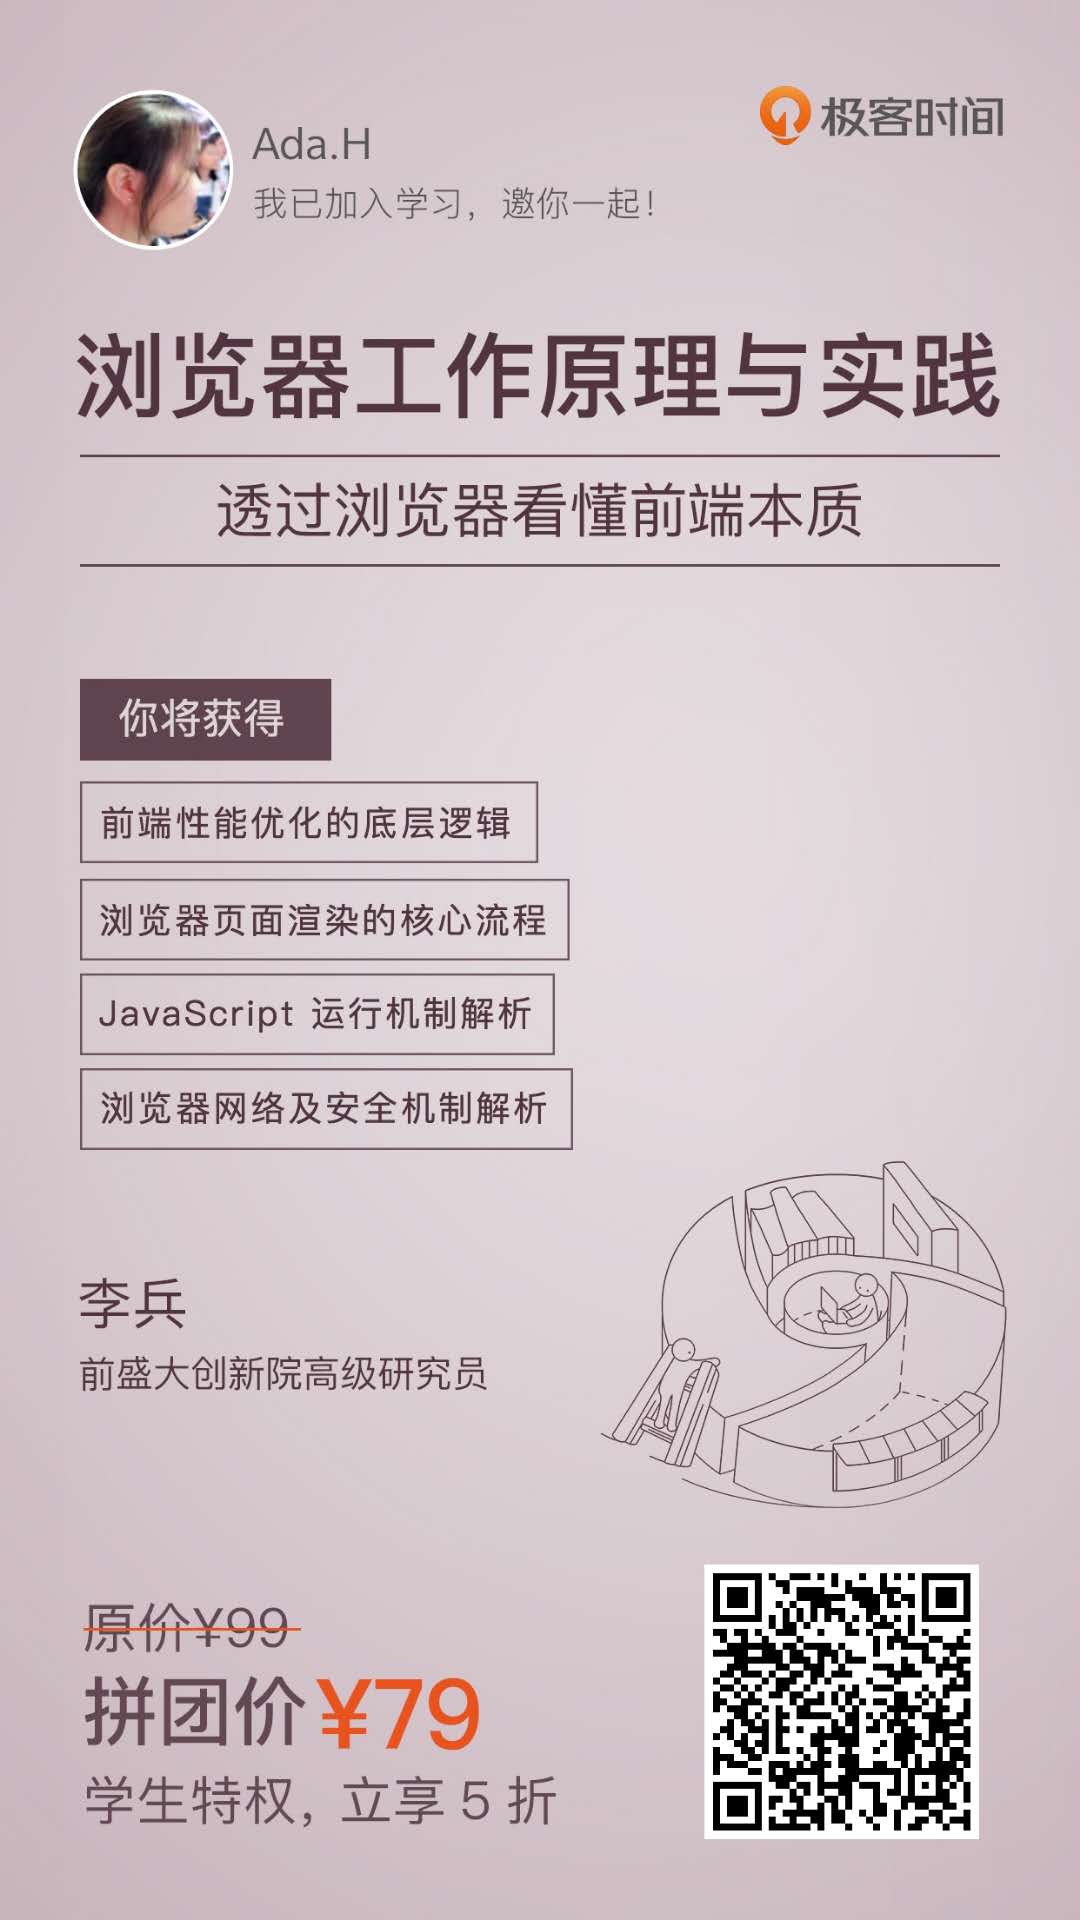 Ada.H
极客时间
我已加入学习，邀你一起！
浏览器工作原理与实践
透过浏览器看懂前端本质
你将获得
前端性能优化的底层逻辑
浏览器页面渲染的核心流程
JavaScript 运行机制解析
浏览器网络及安全机制解析
李兵
前盛大创新院高级研究员
原价¥99
拼团价¥79
学生特权，立享 5 折